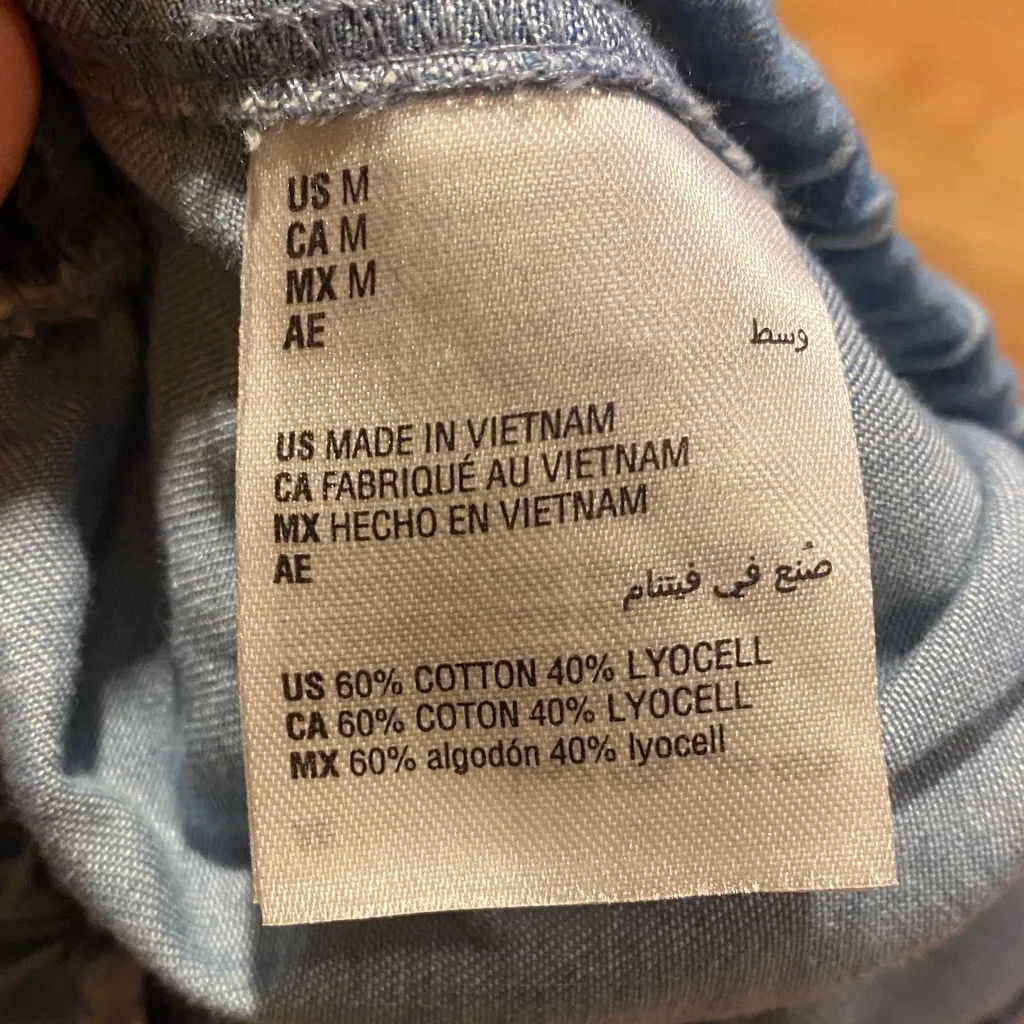 US M
CA M
MX M
AE وسط
US MADE IN VIETNAM
CA FABRIQUÉ AU VIETNAM
MX HECHO EN VIETNAM
AE صُنع في فيتنام
US 60% COTTON 40% LYOCELL
CA 60% COTON 40% LYOCELL
MX 60% algodón 40% lyocell